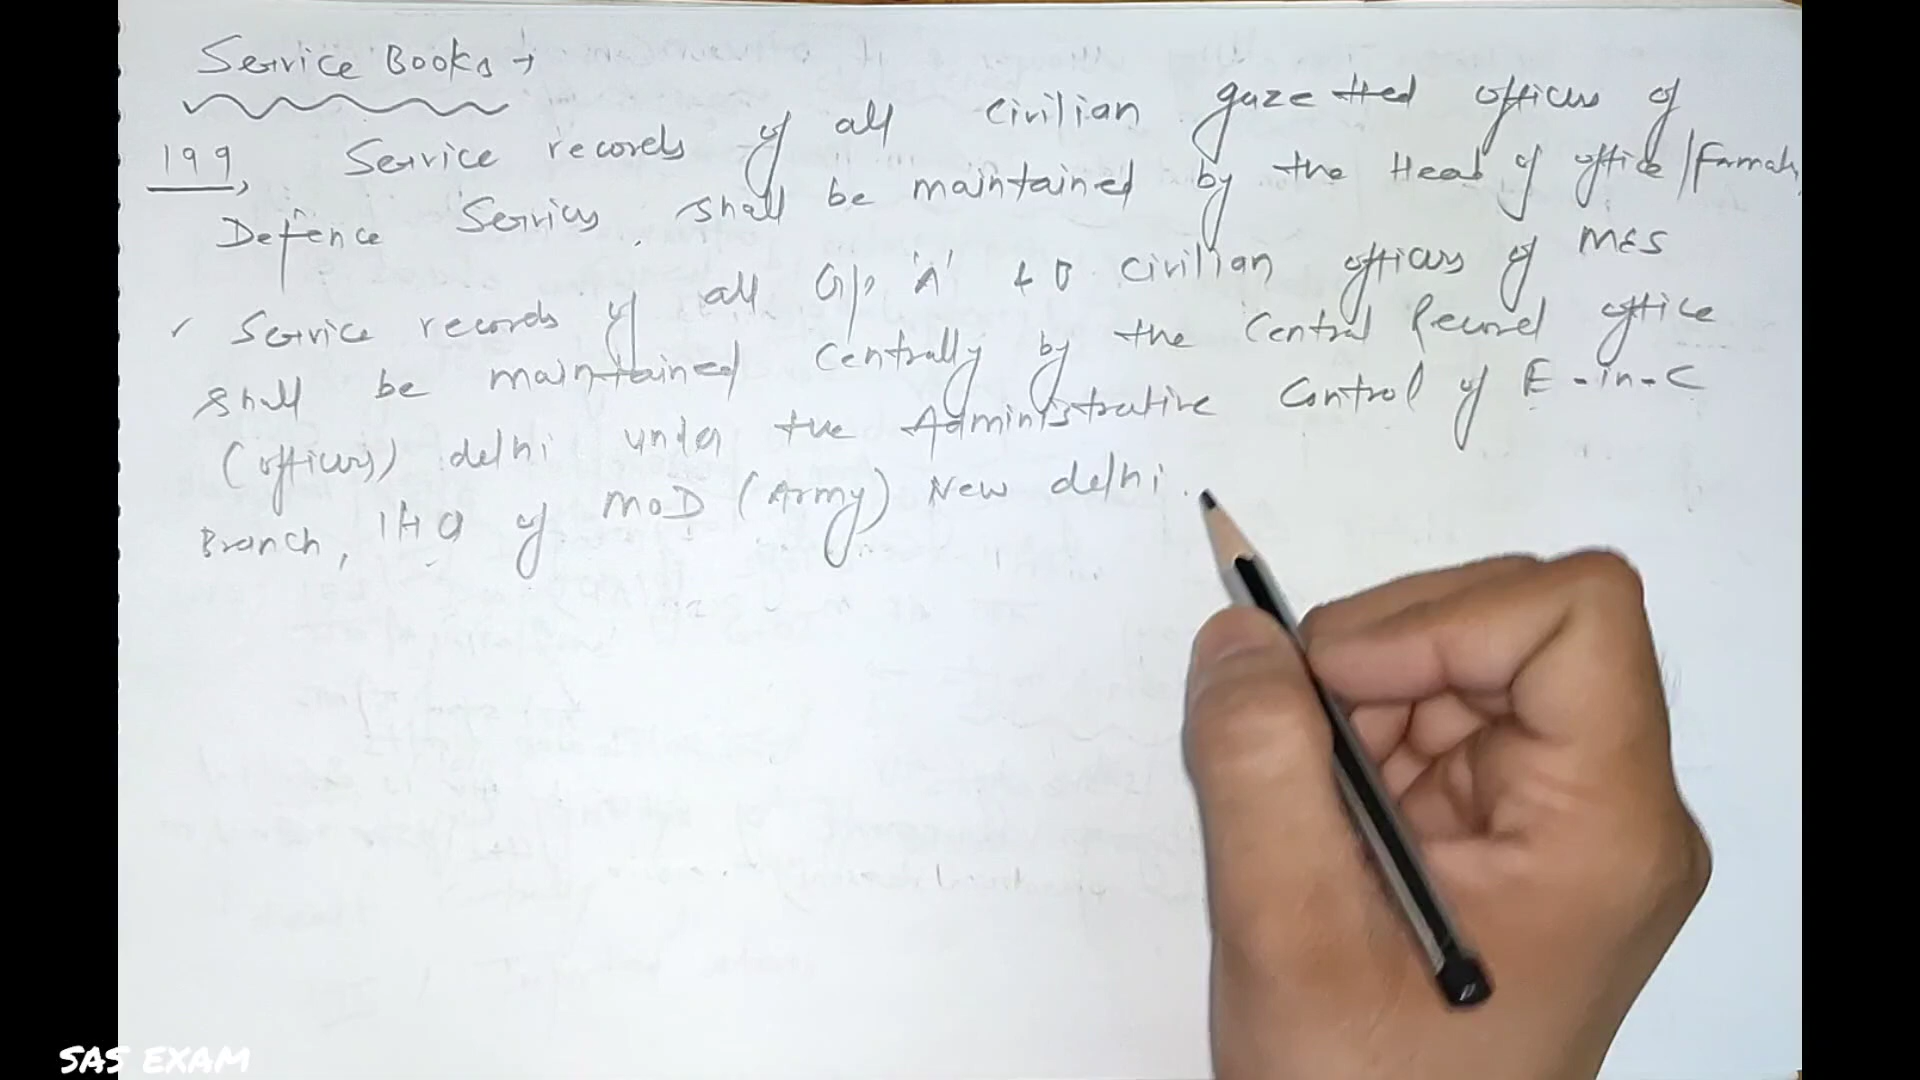 Service Books →
199, Service records of all civilian gazetted officers of
Defence Services, shall be maintained by the Head of office/Formatn,
✓ Service records of all Grp 'A' & B civilian officers of MES
shall be maintained centrally by the Central Record office
(officers) delhi under the Administrative Control of E-in-C
Branch, IHQ of MoD (Army) New delhi.
SAS EXAM